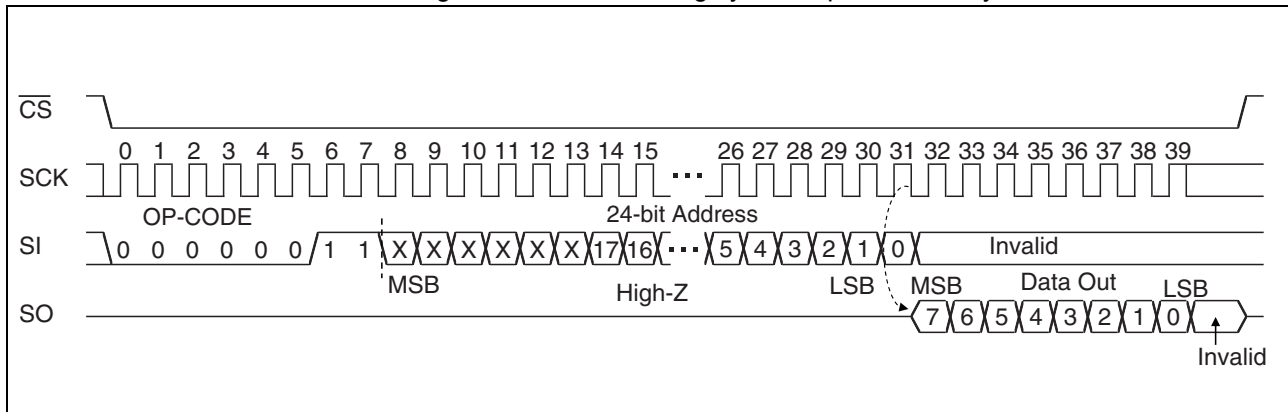 CS
0 1 2 3 4 5 6 7 8 9 10 11 12 13 14 15 26 27 28 29 30 31 32 33 34 35 36 37 38 39
SCK ...
OP-CODE 24-bit Address
SI 0 0 0 0 0 0 1 1 X X X X X X 17 16 ... 5 4 3 2 1 0 Invalid
MSB High-Z LSB MSB Data Out LSB
SO 7 6 5 4 3 2 1 0
Invalid